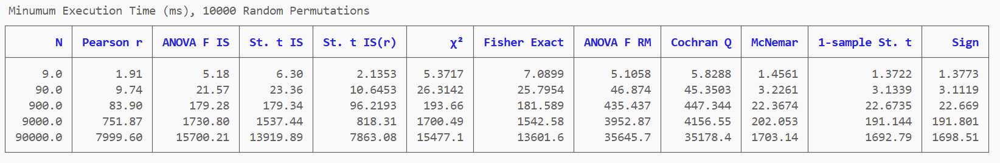 Minumum Execution Time (ms), 10000 Random Permutations
N Pearson r ANOVA F IS St. t IS St. t IS(r) χ² Fisher Exact ANOVA F RM Cochran Q McNemar 1-sample St. t Sign
9.0 1.91 5.18 6.30 2.1353 5.3717 7.0899 5.1058 5.8288 1.4561 1.3722 1.3773
90.0 9.74 21.57 23.36 10.6453 26.3142 25.7954 46.874 45.3503 3.2261 3.1339 3.1119
900.0 83.90 179.28 179.34 96.2193 193.66 181.589 435.437 447.344 22.3674 22.6735 22.669
9000.0 751.87 1730.80 1537.44 818.31 1700.49 1542.58 3952.87 4156.55 202.053 191.144 191.801
90000.0 7999.60 15700.21 13919.89 7863.08 15477.1 13601.6 35645.7 35178.4 1703.14 1692.79 1698.51